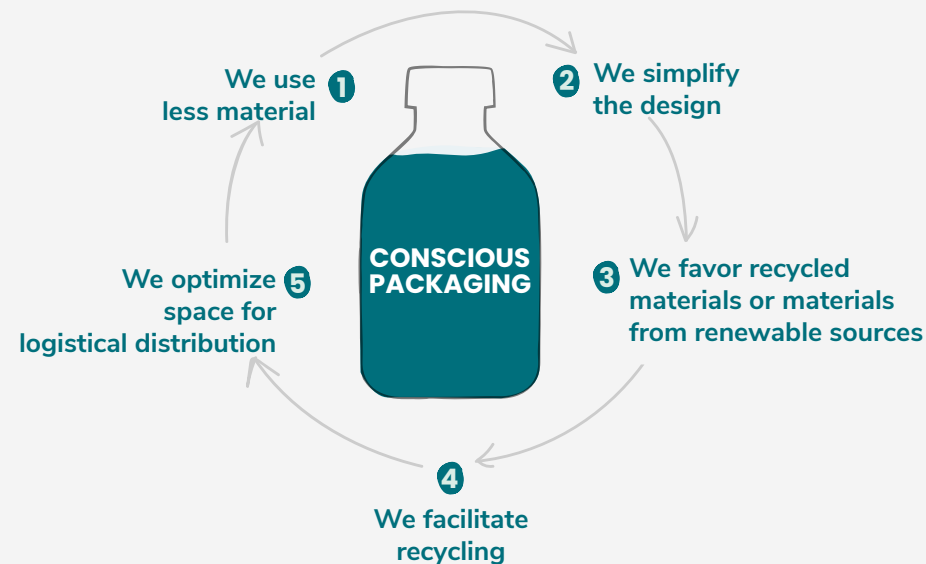 1
We use
less material
2
We simplify
the design
3
We favor recycled
materials or materials
from renewable sources
4
We facilitate
recycling
5
We optimize
space for
logistical distribution
CONSCIOUS
PACKAGING